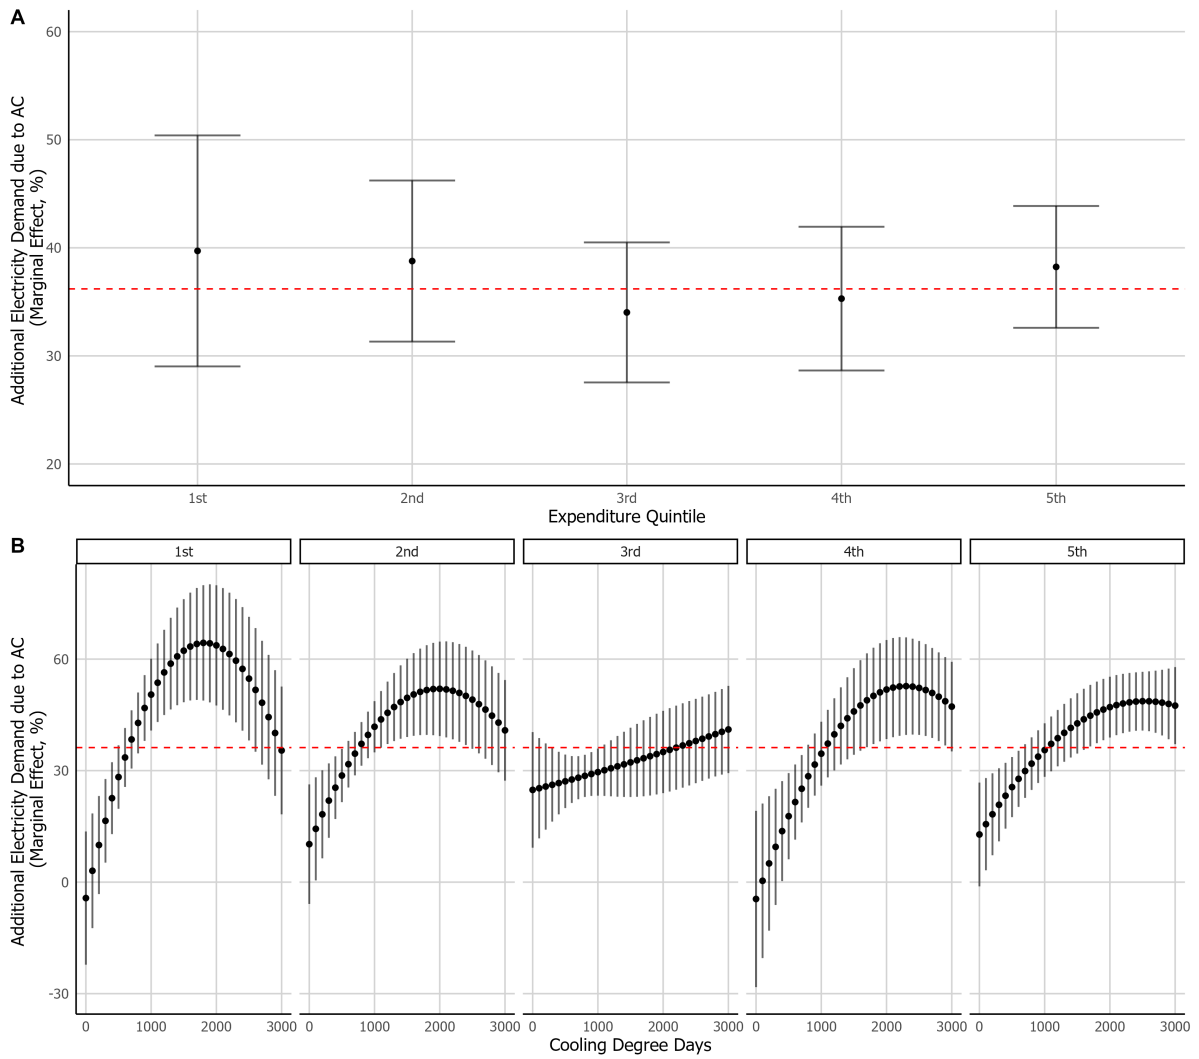 A
Additional Electricity Demand due to AC
(Marginal Effect, %)
60
50
40
30
20
1st 2nd 3rd 4th 5th
Expenditure Quintile
B
Additional Electricity Demand due to AC
(Marginal Effect, %)
1st 2nd 3rd 4th 5th
60
30
0
-30
0 1000 2000 3000 0 1000 2000 3000 0 1000 2000 3000 0 1000 2000 3000 0 1000 2000 3000
Cooling Degree Days